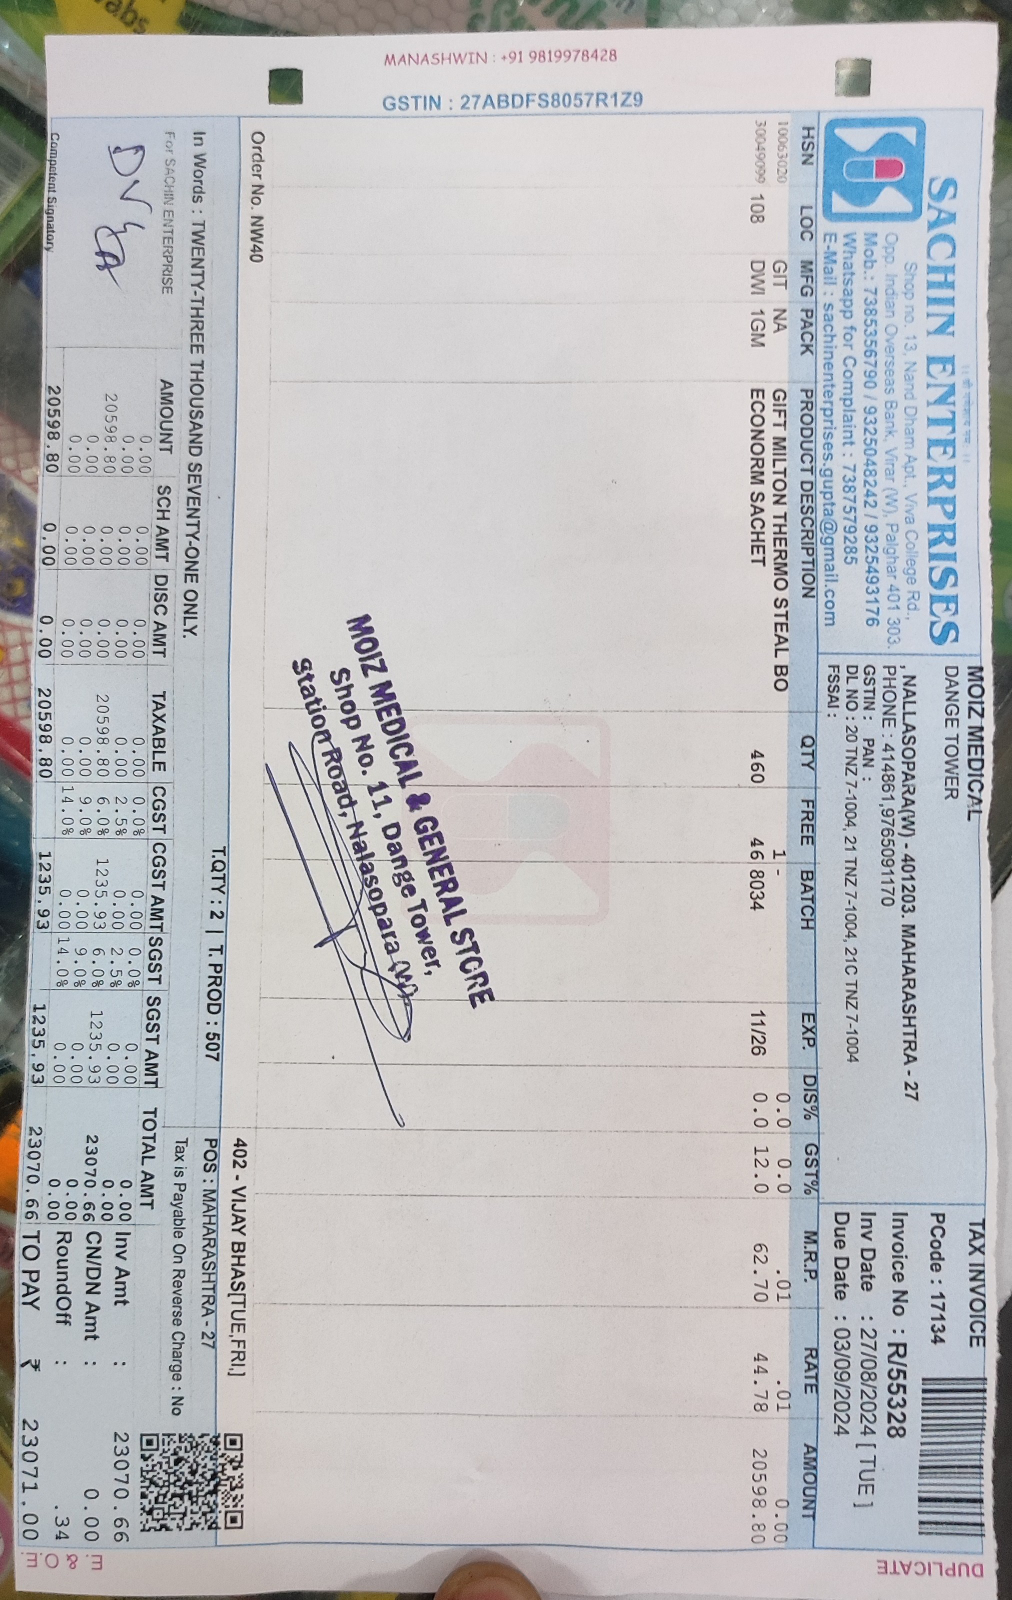 MANASHWIN : +91 9819978428
GSTIN : 27ABDFS8057R1Z9
DUPLICATE
SACHIN ENTERPRISES
Shop no. 13, Nand Dham Apt., Viva College Rd.,
Opp. Indian Overseas Bank, Virar (W), Palghar 401 303.
Mob.: 7385356790 / 9325048242 / 9325493176
Whatsapp for Complaint : 7387579285
E-Mail : sachinenterprises.gupta@gmail.com
MOIZ MEDICAL
DANGE TOWER
, NALLASOPARA(W) - 401203. MAHARASHTRA - 27
PHONE : 414861,9765091170
GSTIN : PAN :
DL NO : 20 TNZ 7-1004, 21 TNZ 7-1004, 21C TNZ 7-1004
FSSAI :
TAX INVOICE
PCode : 17134
Invoice No : R/55328
Inv Date : 27/08/2024 [ TUE ]
Due Date : 03/09/2024
HSN LOC MFG PACK PRODUCT DESCRIPTION QTY FREE BATCH EXP. DIS% GST% M.R.P. RATE AMOUNT
10063020 GIT NA GIFT MILTON THERMO STEAL BO 1 - 0.0 0.0 .01 .01 0.00
30049099 108 DWI 1GM ECONORM SACHET 460 46 8034 11/26 0.0 12.0 62.70 44.78 20598.80
MOIZ MEDICAL & GENERAL STORE
Shop No. 11, Dange Tower,
Station Road, Nalasopara (W)
Order No. NW40
402 - VIJAY BHAS[TUE,FRI,]
T.QTY : 2 | T. PROD : 507
POS : MAHARASHTRA - 27
In Words : TWENTY-THREE THOUSAND SEVENTY-ONE ONLY.
Tax is Payable On Reverse Charge : No
For SACHIN ENTERPRISE
AMOUNT SCH AMT DISC AMT TAXABLE CGST CGST AMT SGST SGST AMT TOTAL AMT
0.00 0.00 0.00 0.00 0.0% 0.00 0.0% 0.00 0.00
0.00 0.00 0.00 0.00 2.5% 0.00 2.5% 0.00 0.00
20598.80 0.00 0.00 20598.80 6.0% 1235.93 6.0% 1235.93 23070.66
0.00 0.00 0.00 0.00 9.0% 0.00 9.0% 0.00 0.00
0.00 0.00 0.00 0.00 14.0% 0.00 14.0% 0.00 0.00
20598.80 0.00 0.00 20598.80 1235.93 1235.93 23070.66
Inv Amt : 23070.66
CN/DN Amt : 0.00
RoundOff : .34
TO PAY ₹ 23071.00
Competent Signatory
E. & O.E.